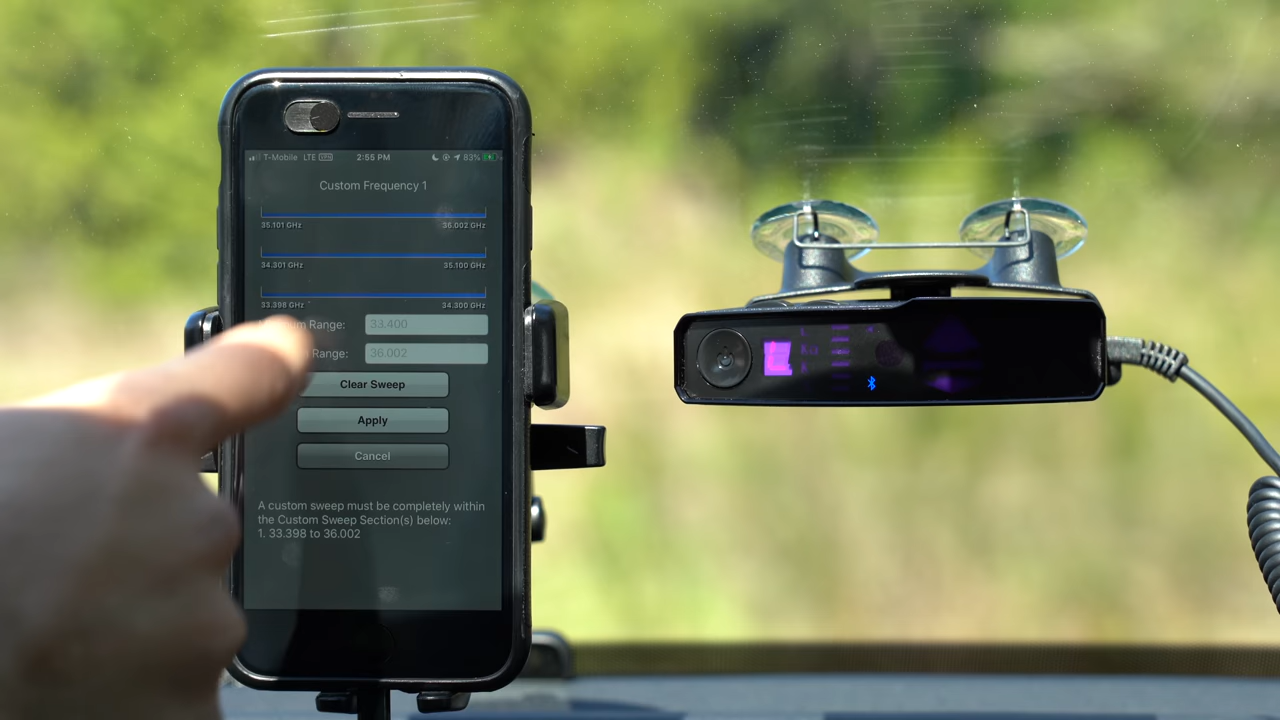 T-Mobile LTE VPN 2:55 PM 83%
Custom Frequency 1
35.101 GHz 36.002 GHz
34.301 GHz 35.100 GHz
33.398 GHz 34.300 GHz
Range: 33.400
Range: 36.002
Clear Sweep
Apply
Cancel
A custom sweep must be completely within
the Custom Sweep Section(s) below:
1. 33.398 to 36.002
L
Ka